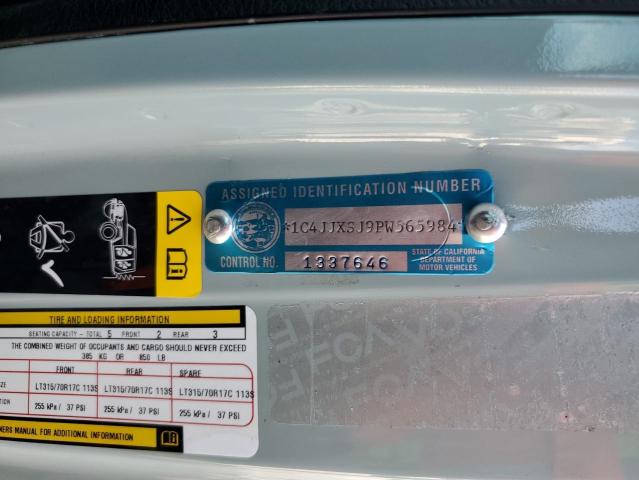 ASSIGNED IDENTIFICATION NUMBER
*1C4JJXSJ9PW565984*
CONTROL NO. 1337646
STATE OF CALIFORNIA
DEPARTMENT OF
MOTOR VEHICLES
TIRE AND LOADING INFORMATION
SEATING CAPACITY - TOTAL 5 FRONT 2 REAR 3
THE COMBINED WEIGHT OF OCCUPANTS AND CARGO SHOULD NEVER EXCEED
385 KG OR 850 LB
FRONT REAR SPARE
LT315/70R17C 113S LT315/70R17C 113S LT315/70R17C 113S
255 kPa / 37 PSI 255 kPa / 37 PSI 255 kPa / 37 PSI
MANUAL FOR ADDITIONAL INFORMATION